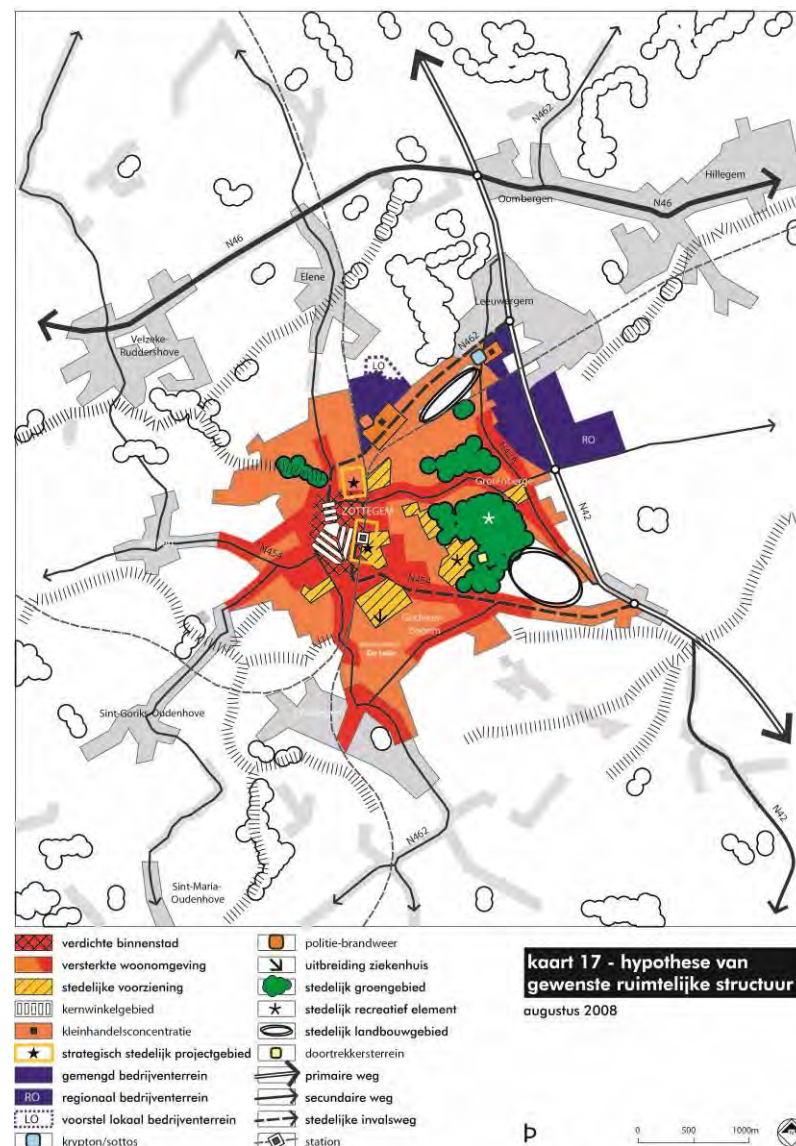 N462
Hillegem
Oombergen
N46
N46
Elene
Leeuwergem
Velzeke-
Ruddershove
N462
LO
RO
Grotenberge
ZOTTEGEM
N42
N454
N454
Sint-Goriks-Oudenhove
N462
N42
Sint-Maria-
Oudenhove
verdichte binnenstad
versterkte woonomgeving
stedelijke voorziening
kernwinkelgebied
kleinhandelsconcentratie
strategisch stedelijk projectgebied
gemengd bedrijventerrein
RO regionaal bedrijventerrein
LO voorstel lokaal bedrijventerrein
krypton/sottos
politie-brandweer
uitbreiding ziekenhuis
stedelijk groengebied
stedelijk recreatief element
stedelijk landbouwgebied
doortrekkersterrein
primaire weg
secundaire weg
stedelijke invalsweg
station
kaart 17 - hypothese van
gewenste ruimtelijke structuur
augustus 2008
0 500 1000m